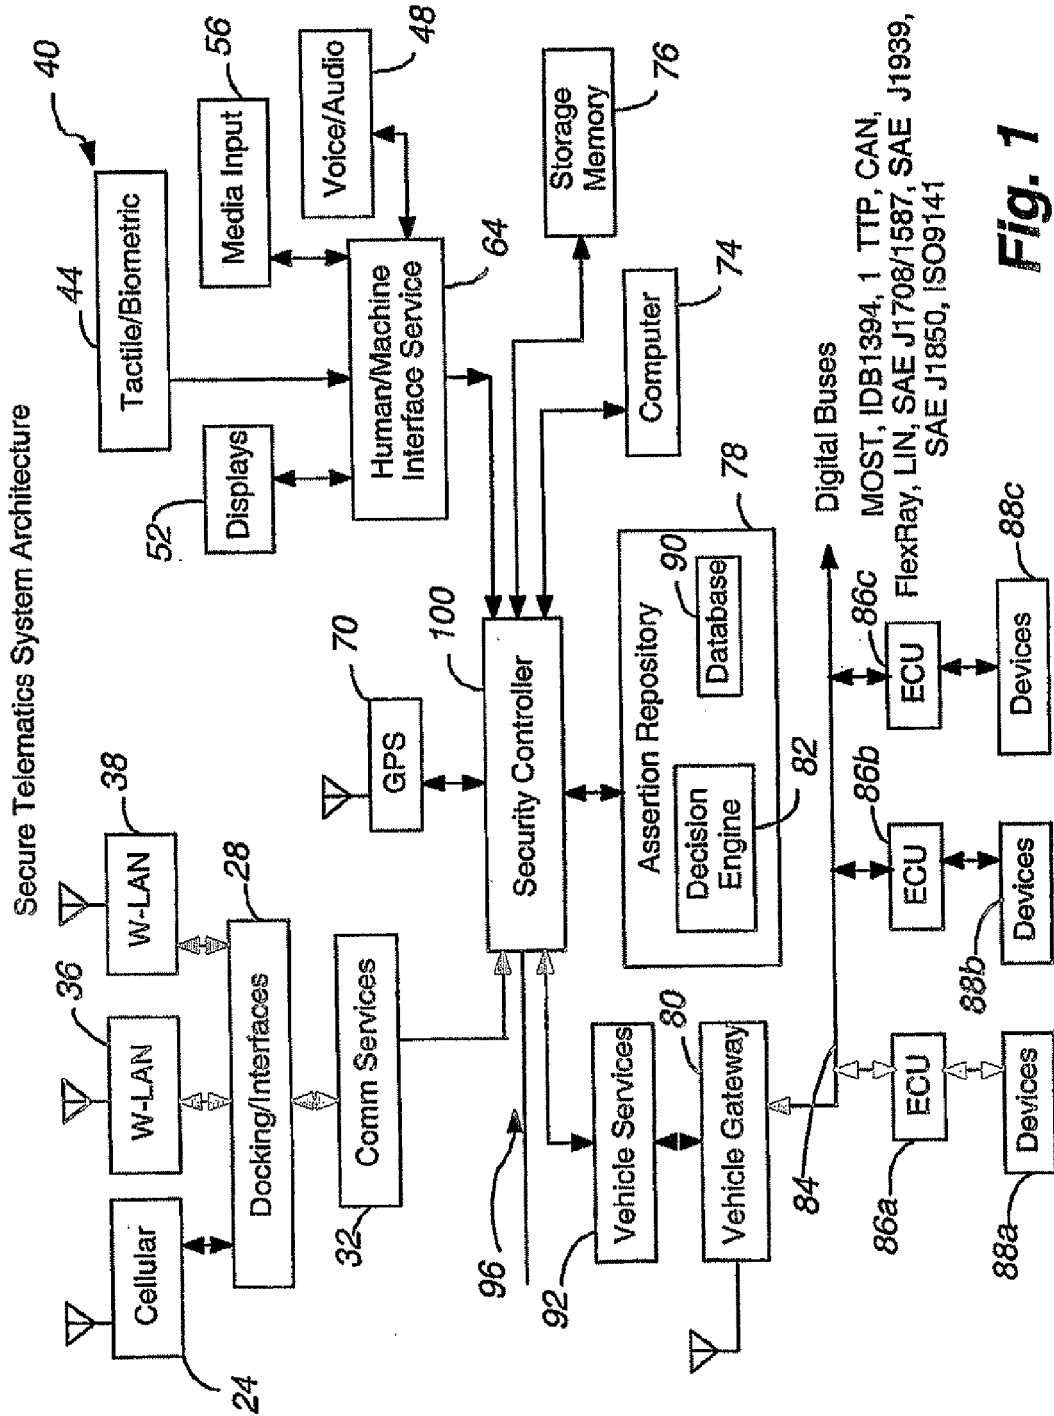 Secure Telematics System Architecture
40
Cellular
24
W-LAN
36
W-LAN
38
Docking/Interfaces
28
Comm Services
32
GPS
70
Displays
52
Tactile/Biometric
44
Media Input
56
Voice/Audio
48
Human/Machine
Interface Service
64
Security Controller
100
96
Storage
Memory
76
Computer
74
Vehicle Services
92
Vehicle Gateway
80
Assertion Repository
78
Decision
Engine
82
Database
90
84
Digital Buses
MOST, IDB1394, 1 TTP, CAN,
FlexRay, LIN, SAE J1708/1587, SAE J1939,
SAE J1850, ISO9141
ECU
86a
ECU
86b
ECU
86c
Devices
88a
Devices
88b
Devices
88c
Fig. 1